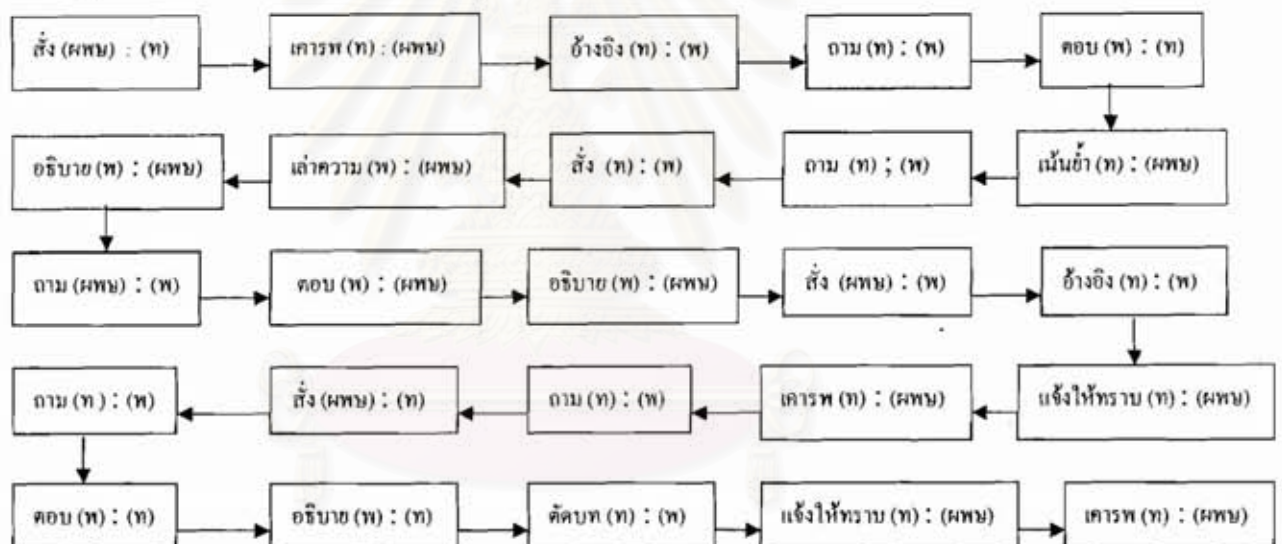 สั่ง (ผพษ) : (ท) เคารพ (ท) : (ผพษ) อ้างอิง (ท) : (พ) ถาม (ท) : (พ) ตอบ (พ) : (ท)
อธิบาย (พ) : (ผพษ) เล่าความ (พ) : (ผพษ) สั่ง (ท) : (พ) ถาม (ท) ; (พ) เน้นย้ำ (ท) : (ผพษ)
ถาม (ผพษ) : (พ) ตอบ (พ) : (ผพษ) อธิบาย (พ) : (ผพษ) สั่ง (ผพษ) : (พ) อ้างอิง (ท) : (พ)
ถาม (ท) : (พ) สั่ง (ผพษ) : (ท) ถาม (ท) : (พ) เคารพ (ท) : (ผพษ) แจ้งให้ทราบ (ท) : (ผพษ)
ตอบ (พ) : (ท) อธิบาย (พ) : (ท) ตัดบท (ท) : (พ) แจ้งให้ทราบ (ท) : (ผพษ) เคารพ (ท) : (ผพษ)